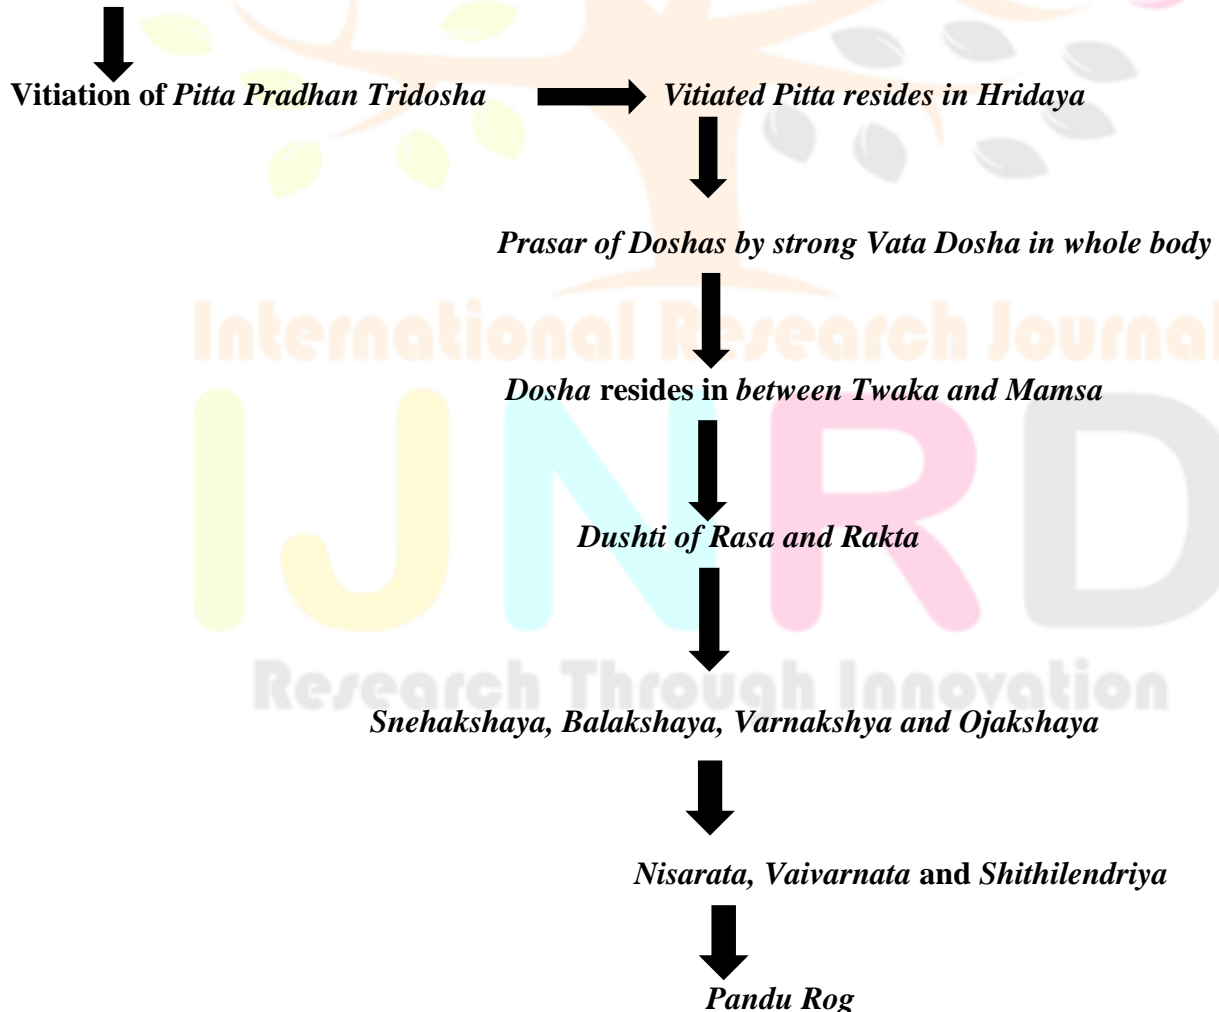 Vitiation of Pitta Pradhan Tridosha
Vitiated Pitta resides in Hridaya
Prasar of Doshas by strong Vata Dosha in whole body
International Research Journal
Dosha resides in between Twaka and Mamsa
IJNRD
Dushti of Rasa and Rakta
Research Through Innovation
Snehakshaya, Balakshaya, Varnakshya and Ojakshaya
Nisarata, Vaivarnata and Shithilendriya
Pandu Rog